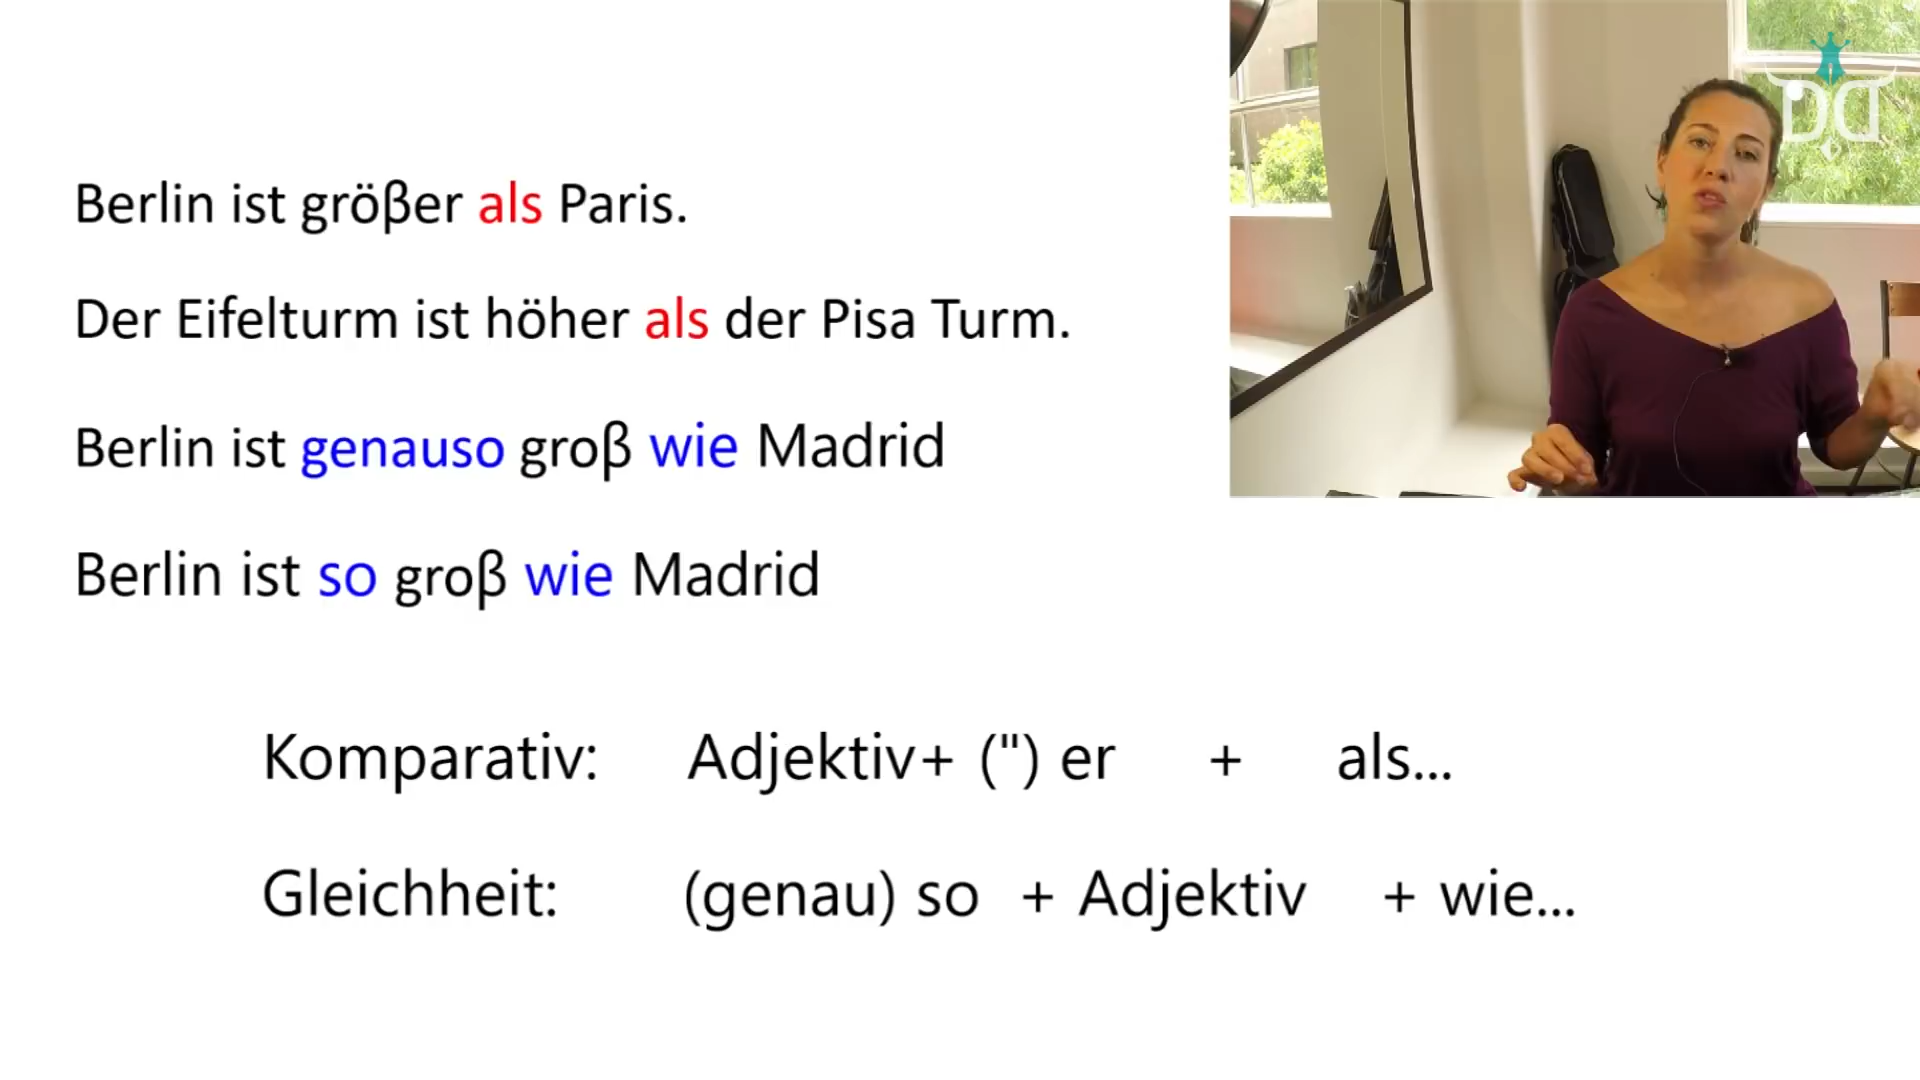 Berlin ist größer als Paris.
Der Eifelturm ist höher als der Pisa Turm.
Berlin ist genauso groß wie Madrid
Berlin ist so groß wie Madrid
Komparativ: Adjektiv+ (") er + als...
Gleichheit: (genau) so + Adjektiv + wie...